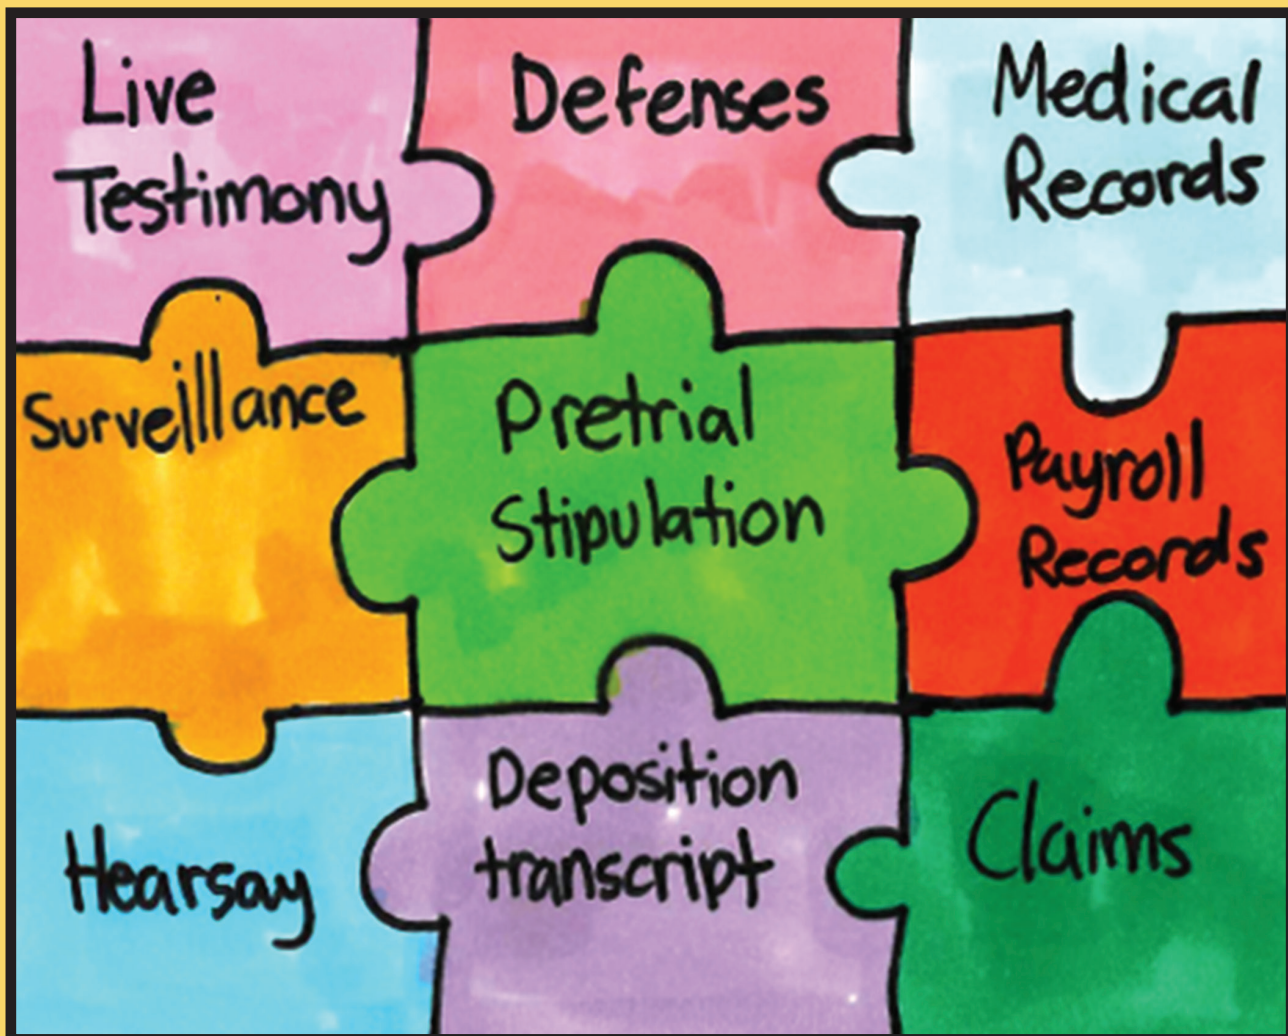 Live
Testimony
Defenses
Medical
Records
Surveillance
Pretrial
Stipulation
Payroll
Records
Hearsay
Deposition
transcript
Claims